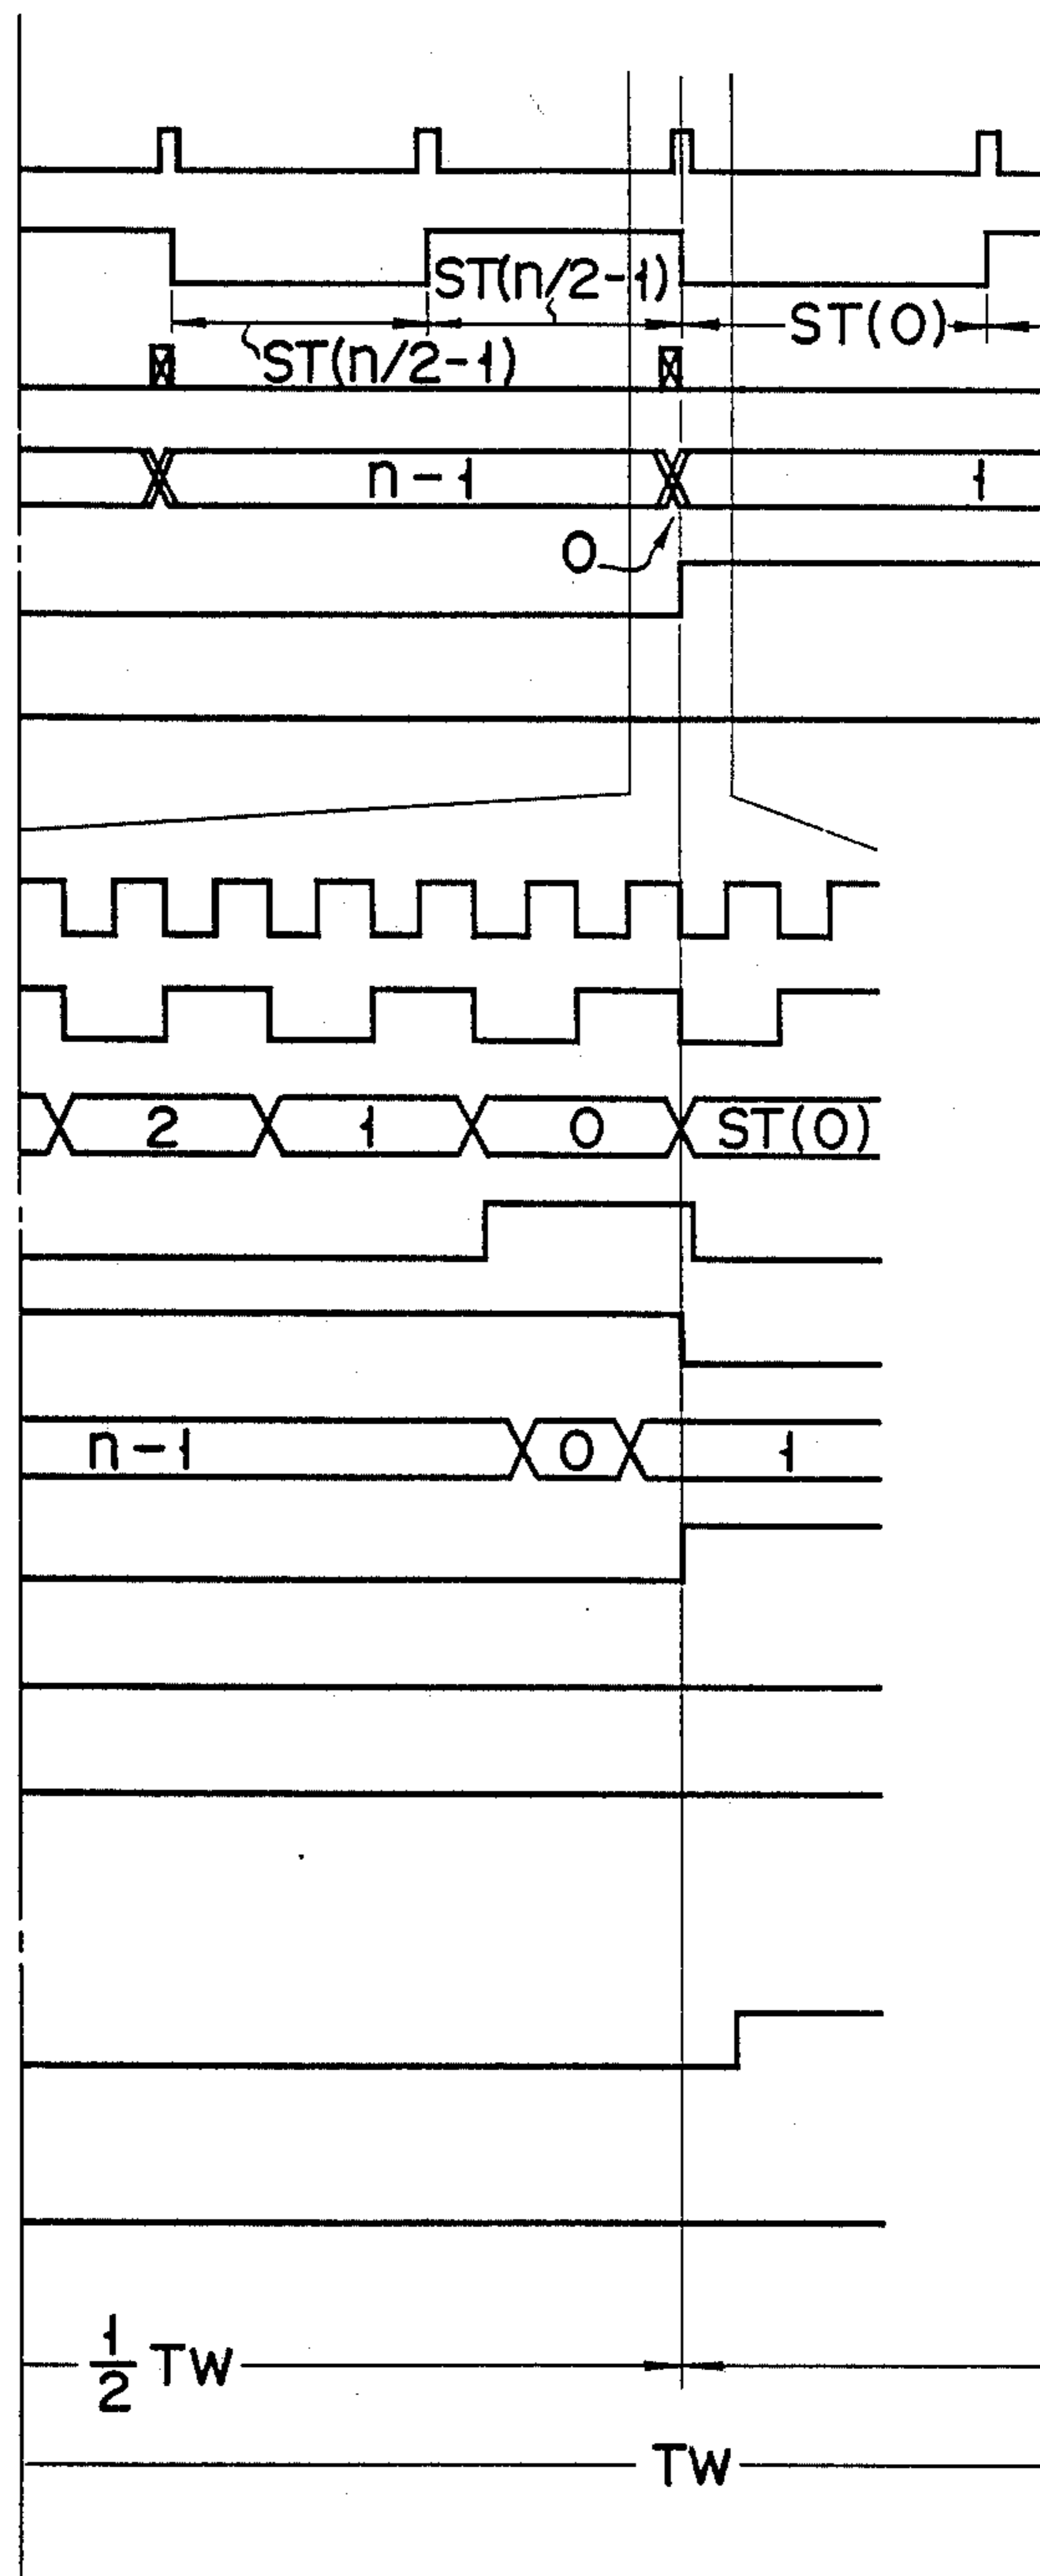 ST(n/2-1)
ST(0)
ST(n/2-1)
n-1 1
0
2 1 0 ST(0)
n-1 0 1
1/2 TW
TW